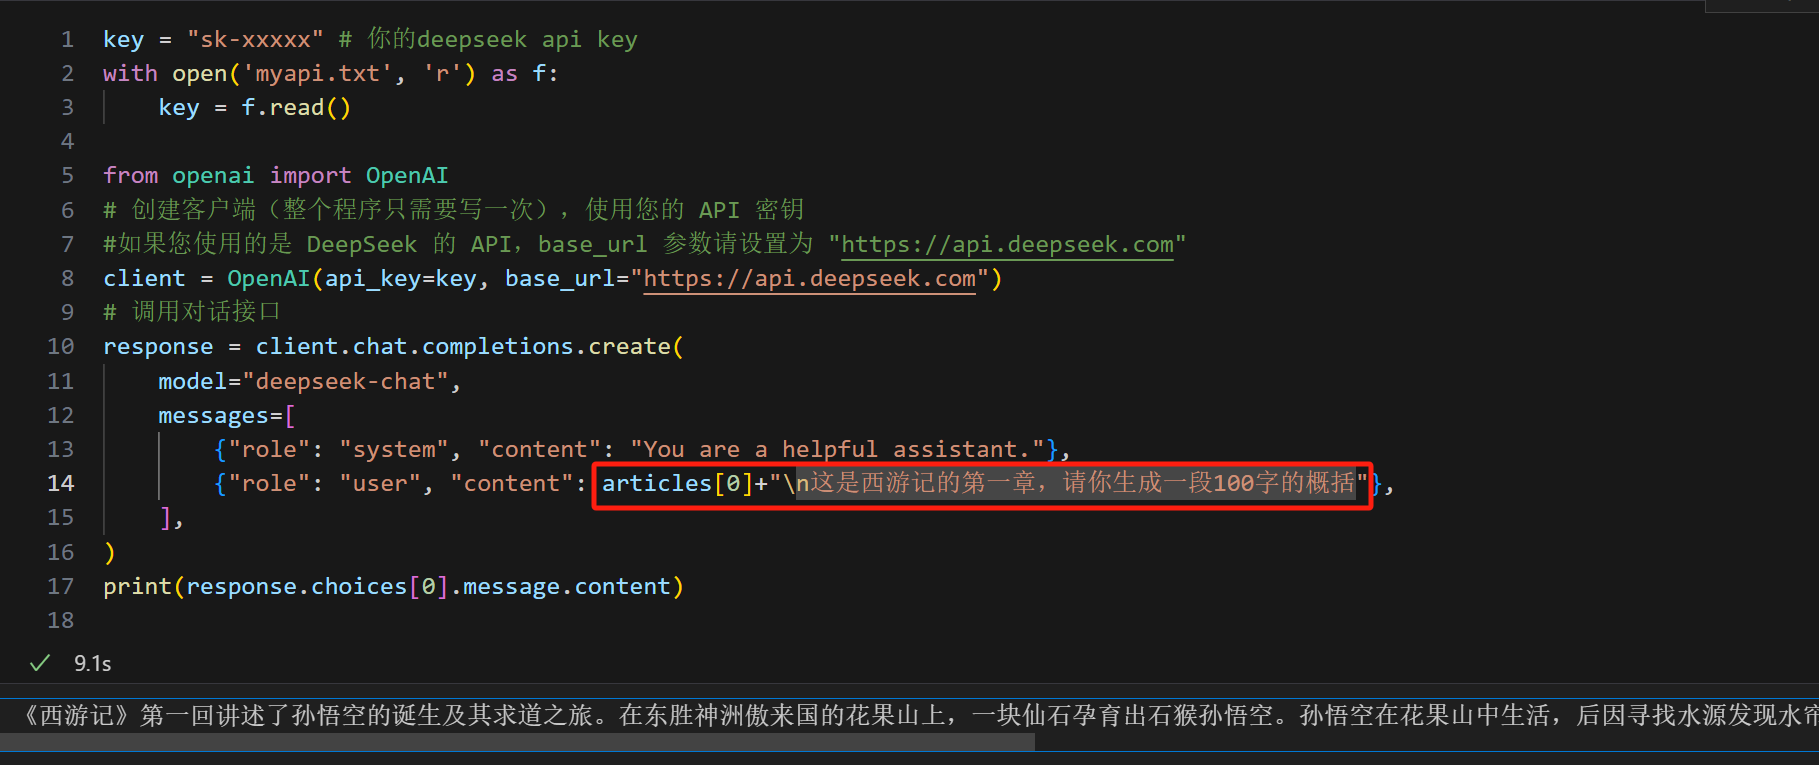 1 key = "sk-xxxxx" # 你的deepseek api key
2 with open('myapi.txt', 'r') as f:
3     key = f.read()
4
5 from openai import OpenAI
6 # 创建客户端（整个程序只需要写一次），使用您的 API 密钥
7 #如果您使用的是 DeepSeek 的 API，base_url 参数请设置为 "https://api.deepseek.com"
8 client = OpenAI(api_key=key, base_url="https://api.deepseek.com")
9 # 调用对话接口
10 response = client.chat.completions.create(
11     model="deepseek-chat",
12     messages=[
13         {"role": "system", "content": "You are a helpful assistant."},
14         {"role": "user", "content": articles[0]+"\n这是西游记的第一章，请你生成一段100字的概括"},
15     ],
16 )
17 print(response.choices[0].message.content)
18
9.1s
《西游记》第一回讲述了孙悟空的诞生及其求道之旅。在东胜神洲傲来国的花果山上，一块仙石孕育出石猴孙悟空。孙悟空在花果山中生活，后因寻找水源发现水帘